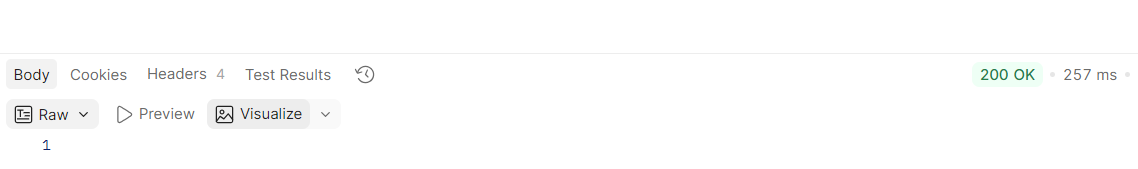 Body Cookies Headers 4 Test Results 200 OK 257 ms
Raw Preview Visualize
1